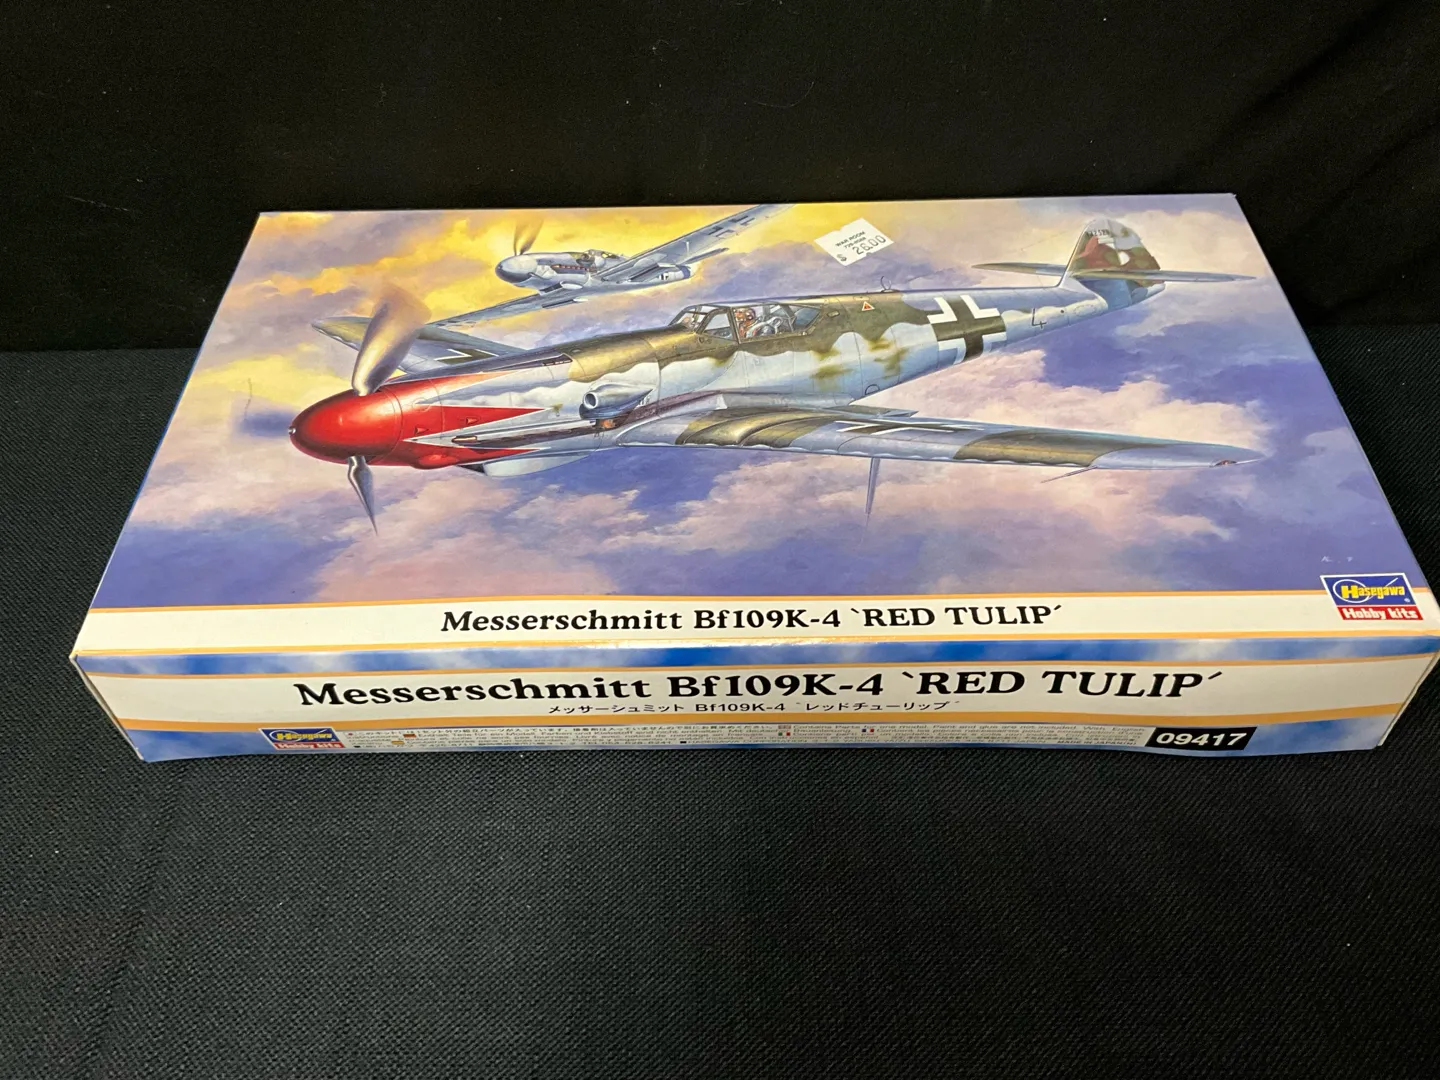 WAR ROOM
$ 26.00
4
Messerschmitt Bf109K-4 `RED TULIP´
Hasegawa
Hobby kits
Messerschmitt Bf109K-4 `RED TULIP´
メッサーシュミット Bf109K-4 “レッドチューリップ”
Hasegawa
Hobby kits
MADE IN JAPAN
09417